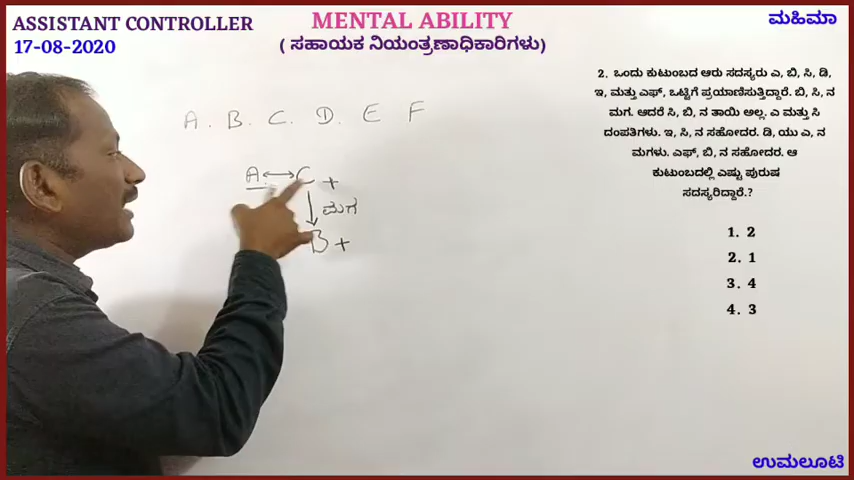 ASSISTANT CONTROLLER
MENTAL ABILITY
ಮಹಿಮಾ
17-08-2020
( ಸಹಾಯಕ ನಿಯಂತ್ರಣಾಧಿಕಾರಿಗಳು)
2. ಒಂದು ಕುಟುಂಬದ ಆರು ಸದಸ್ಯರು ಎ, ಬಿ, ಸಿ, ಡಿ,
ಇ, ಮತ್ತು ಎಫ್, ಒಟ್ಟಿಗೆ ಪ್ರಯಾಣಿಸುತ್ತಿದ್ದಾರೆ. ಬಿ, ಸಿ, ನ
ಮಗ. ಆದರೆ ಸಿ, ಬಿ, ನ ತಾಯಿ ಅಲ್ಲ. ಎ ಮತ್ತು ಸಿ
ದಂಪತಿಗಳು. ಇ, ಸಿ, ನ ಸಹೋದರ. ಡಿ, ಯು ಎ, ನ
ಮಗಳು. ಎಫ್, ಬಿ, ನ ಸಹೋದರ. ಆ
ಕುಟುಂಬದಲ್ಲಿ ಎಷ್ಟು ಪುರುಷ
ಸದಸ್ಯರಿದ್ದಾರೆ.?
1. 2
2. 1
3. 4
4. 3
A. B. C. D. E F
A ↔ C +
↓ ಮಗ
B +
ಉಮಲೂಟಿ